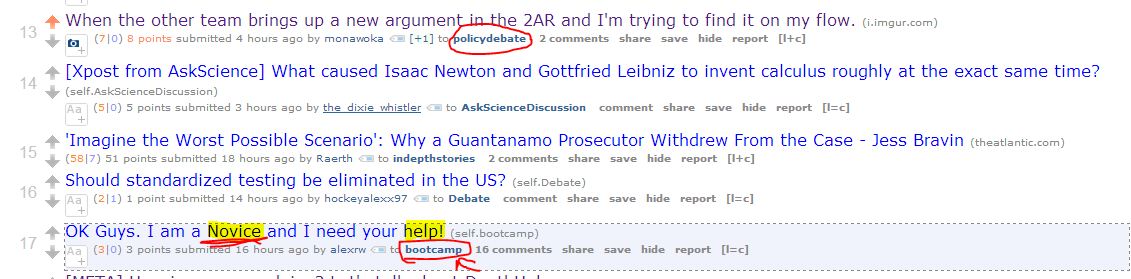 When the other team brings up a new argument in the 2AR and I'm trying to find it on my flow. (i.imgur.com)
13
(7|0) 8 points submitted 4 hours ago by monawoka [+1] to policydebate 2 comments share save hide report [l+c]
[Xpost from AskScience] What caused Isaac Newton and Gottfried Leibniz to invent calculus roughly at the exact same time?
14
(self.AskScienceDiscussion)
Aa+ (5|0) 5 points submitted 3 hours ago by the_dixie_whistler to AskScienceDiscussion comment share save hide report [l=c]
'Imagine the Worst Possible Scenario': Why a Guantanamo Prosecutor Withdrew From the Case - Jess Bravin (theatlantic.com)
15
(58|7) 51 points submitted 18 hours ago by Raerth to indepthstories 2 comments share save hide report [l+c]
Should standardized testing be eliminated in the US? (self.Debate)
16
Aa+ (2|1) 1 point submitted 14 hours ago by hockeyalexx97 to Debate comment share save hide report [l=c]
OK Guys. I am a Novice and I need your help! (self.bootcamp)
17
Aa+ (3|0) 3 points submitted 16 hours ago by alexrw to bootcamp 16 comments share save hide report [l=c]